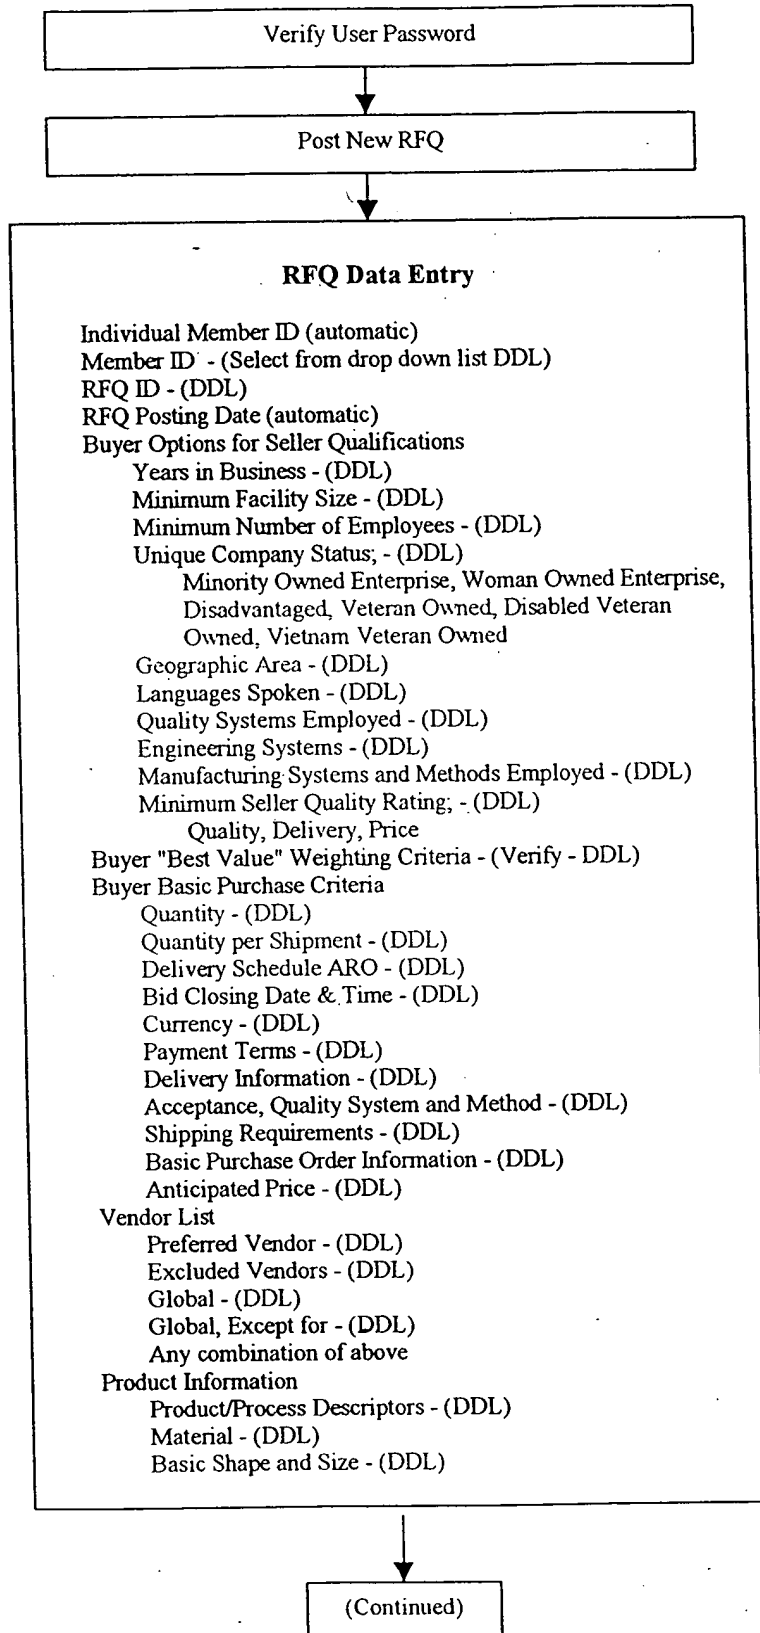 Verify User Password
Post New RFQ
RFQ Data Entry
Individual Member ID (automatic)
Member ID - (Select from drop down list DDL)
RFQ ID - (DDL)
RFQ Posting Date (automatic)
Buyer Options for Seller Qualifications
Years in Business - (DDL)
Minimum Facility Size - (DDL)
Minimum Number of Employees - (DDL)
Unique Company Status; - (DDL)
Minority Owned Enterprise, Woman Owned Enterprise,
Disadvantaged, Veteran Owned, Disabled Veteran
Owned, Vietnam Veteran Owned
Geographic Area - (DDL)
Languages Spoken - (DDL)
Quality Systems Employed - (DDL)
Engineering Systems - (DDL)
Manufacturing Systems and Methods Employed - (DDL)
Minimum Seller Quality Rating; - (DDL)
Quality, Delivery, Price
Buyer "Best Value" Weighting Criteria - (Verify - DDL)
Buyer Basic Purchase Criteria
Quantity - (DDL)
Quantity per Shipment - (DDL)
Delivery Schedule ARO - (DDL)
Bid Closing Date & Time - (DDL)
Currency - (DDL)
Payment Terms - (DDL)
Delivery Information - (DDL)
Acceptance, Quality System and Method - (DDL)
Shipping Requirements - (DDL)
Basic Purchase Order Information - (DDL)
Anticipated Price - (DDL)
Vendor List
Preferred Vendor - (DDL)
Excluded Vendors - (DDL)
Global - (DDL)
Global, Except for - (DDL)
Any combination of above
Product Information
Product/Process Descriptors - (DDL)
Material - (DDL)
Basic Shape and Size - (DDL)
(Continued)